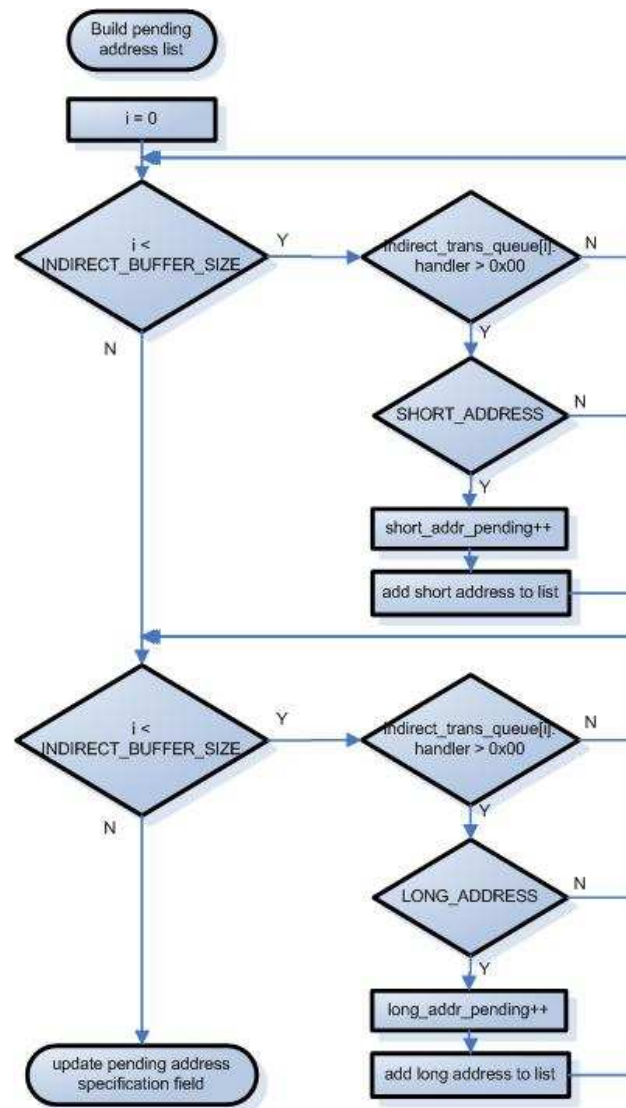 Build pending
address list
i = 0
i <
INDIRECT_BUFFER_SIZE
Y
indirect_trans_queue[i].
handler > 0x00
N
N
Y
SHORT_ADDRESS
N
Y
short_addr_pending++
add short address to list
i <
INDIRECT_BUFFER_SIZE
Y
indirect_trans_queue[i].
handler > 0x00
N
N
Y
LONG_ADDRESS
N
Y
long_addr_pending++
add long address to list
update pending address
specification field